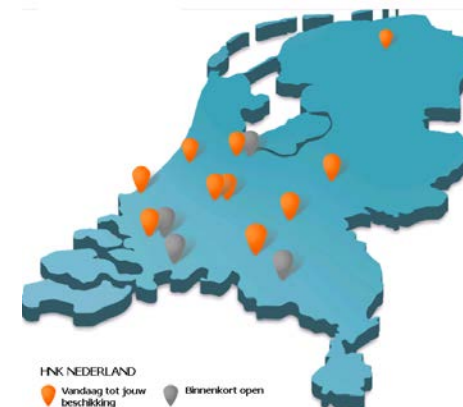 HNK NEDERLAND
Vandaag tot jouw
beschikking
Binnenkort open